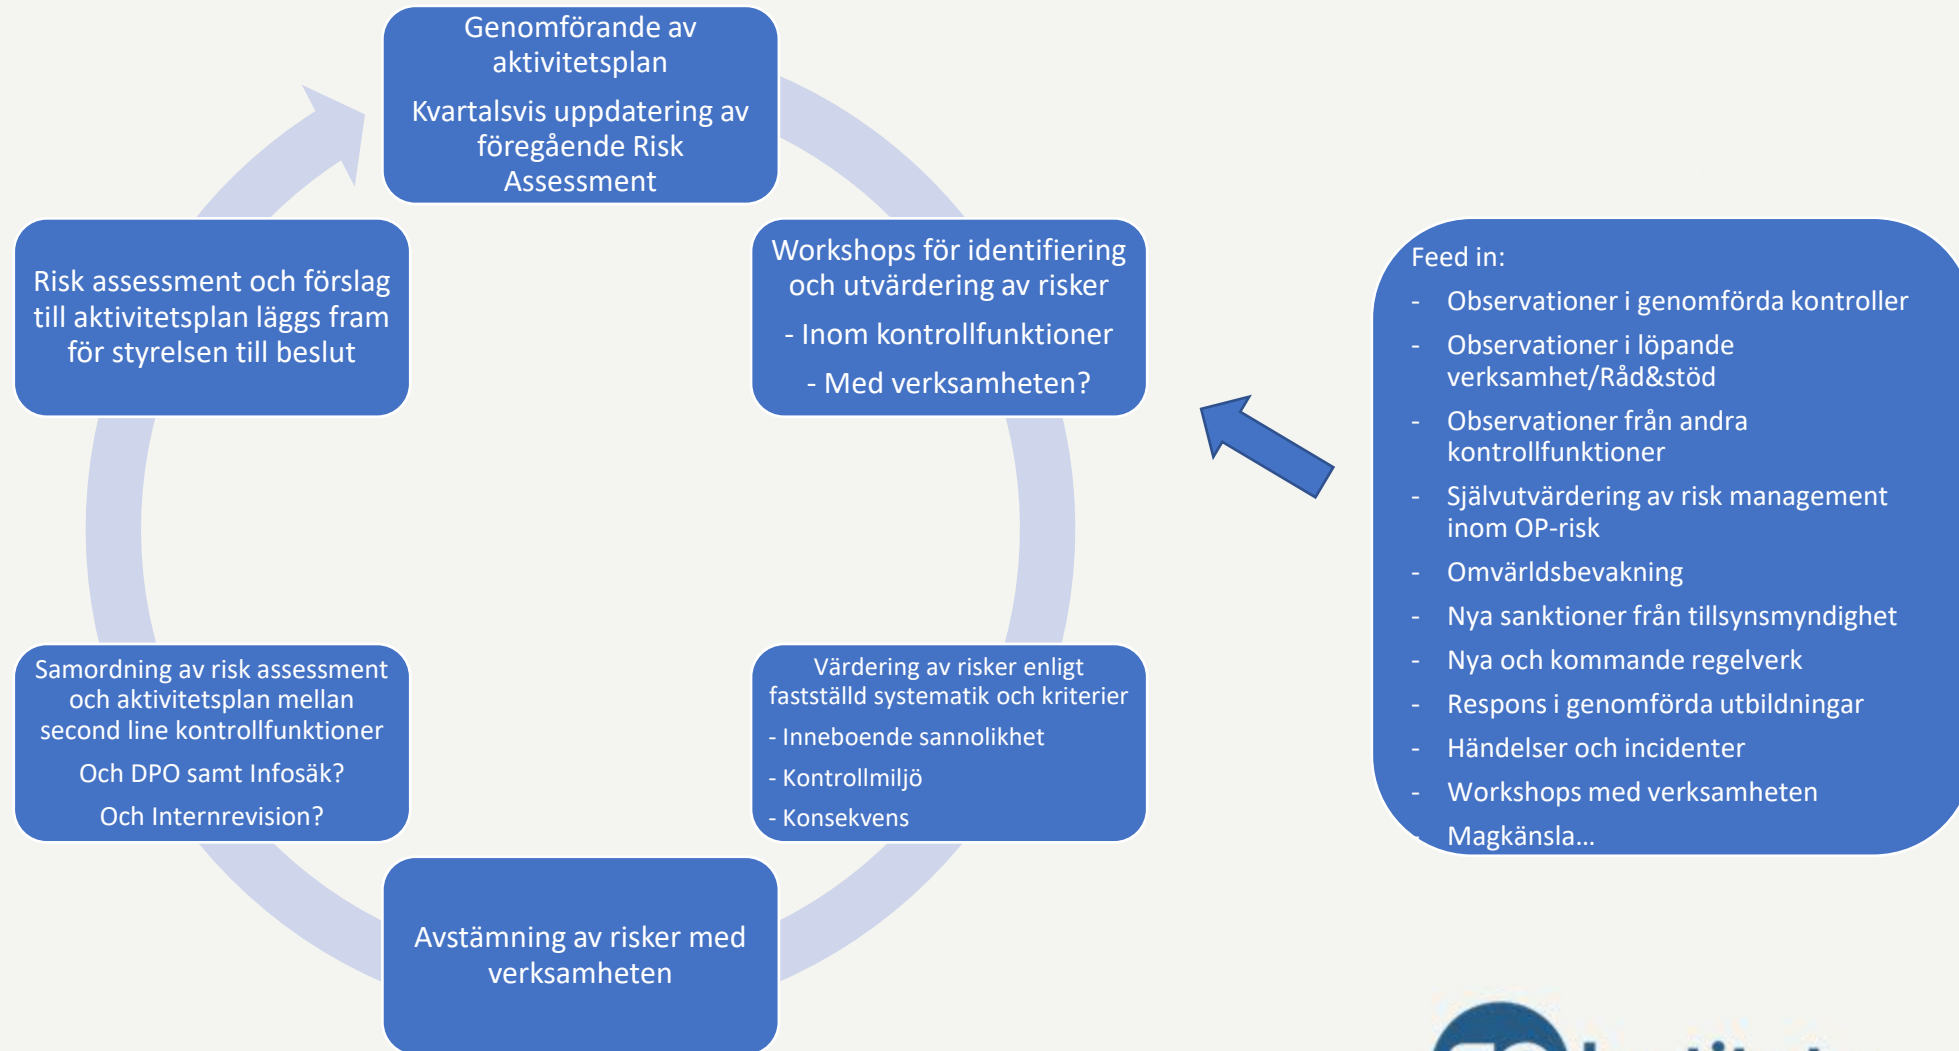 Genomförande av
aktivitetsplan
Kvartalsvis uppdatering av
föregående Risk
Assessment
Workshops för identifiering
och utvärdering av risker
- Inom kontrollfunktioner
- Med verksamheten?
Värdering av risker enligt
fastställd systematik och kriterier
- Inneboende sannolikhet
- Kontrollmiljö
- Konsekvens
Avstämning av risker med
verksamheten
Samordning av risk assessment
och aktivitetsplan mellan
second line kontrollfunktioner
Och DPO samt Infosäk?
Och Internrevision?
Risk assessment och förslag
till aktivitetsplan läggs fram
för styrelsen till beslut
Feed in:
- Observationer i genomförda kontroller
- Observationer i löpande
verksamhet/Råd&stöd
- Observationer från andra
kontrollfunktioner
- Självutvärdering av risk management
inom OP-risk
- Omvärldsbevakning
- Nya sanktioner från tillsynsmyndighet
- Nya och kommande regelverk
- Respons i genomförda utbildningar
- Händelser och incidenter
- Workshops med verksamheten
- Magkänsla...